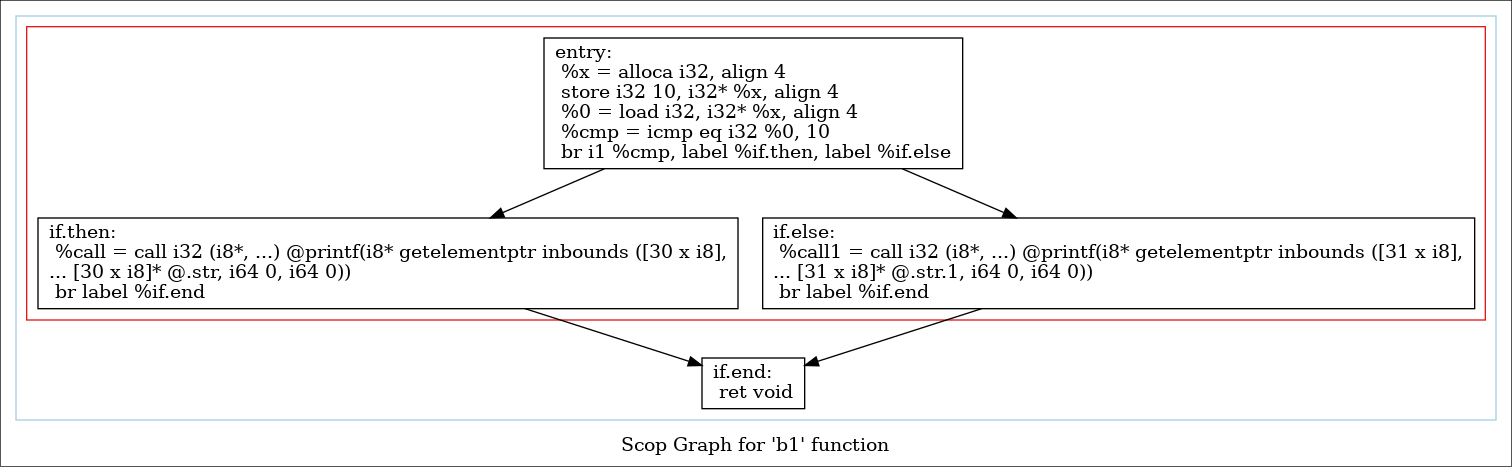 entry:
%x = alloca i32, align 4
store i32 10, i32* %x, align 4
%0 = load i32, i32* %x, align 4
%cmp = icmp eq i32 %0, 10
br i1 %cmp, label %if.then, label %if.else
if.then:
%call = call i32 (i8*, ...) @printf(i8* getelementptr inbounds ([30 x i8],
... [30 x i8]* @.str, i64 0, i64 0))
br label %if.end
if.else:
%call1 = call i32 (i8*, ...) @printf(i8* getelementptr inbounds ([31 x i8],
... [31 x i8]* @.str.1, i64 0, i64 0))
br label %if.end
if.end:
ret void
Scop Graph for 'b1' function